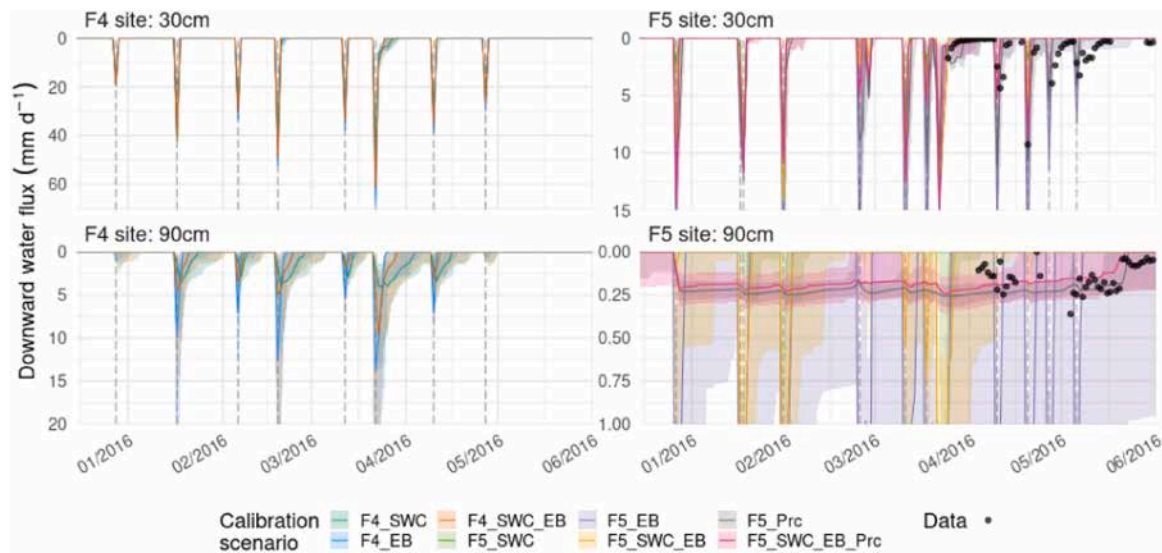 F4 site: 30cm
F5 site: 30cm
0
20
40
60
0
5
10
15
F4 site: 90cm
F5 site: 90cm
0
5
10
15
20
0.00
0.25
0.50
0.75
1.00
Downward water flux (mm d⁻¹)
01/2016 02/2016 03/2016 04/2016 05/2016 06/2016
01/2016 02/2016 03/2016 04/2016 05/2016 06/2016
Calibration scenario
F4_SWC F4_SWC_EB F5_EB F5_Prc
F4_EB F5_SWC F5_SWC_EB F5_SWC_EB_Prc
Data